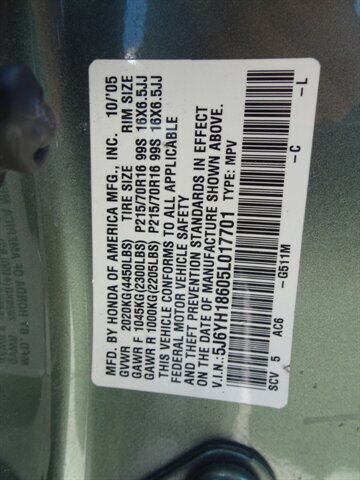 MFD. BY HONDA OF AMERICA MFG., INC. 10/05
GVWR 2020KG(4450LBS) TIRE SIZE RIM SIZE
GAWR F 1045KG(2300LBS) P215/70R16 99S 16X6.5JJ
GAWR R 1000KG(2205LBS) P215/70R16 99S 16X6.5JJ
THIS VEHICLE CONFORMS TO ALL APPLICABLE
FEDERAL MOTOR VEHICLE SAFETY
AND THEFT PREVENTION STANDARDS IN EFFECT
ON THE DATE OF MANUFACTURE SHOWN ABOVE.
V.I.N.:5J6YH18605L017701 TYPE: MPV
SCV 5 AC6 -G511M -C -L